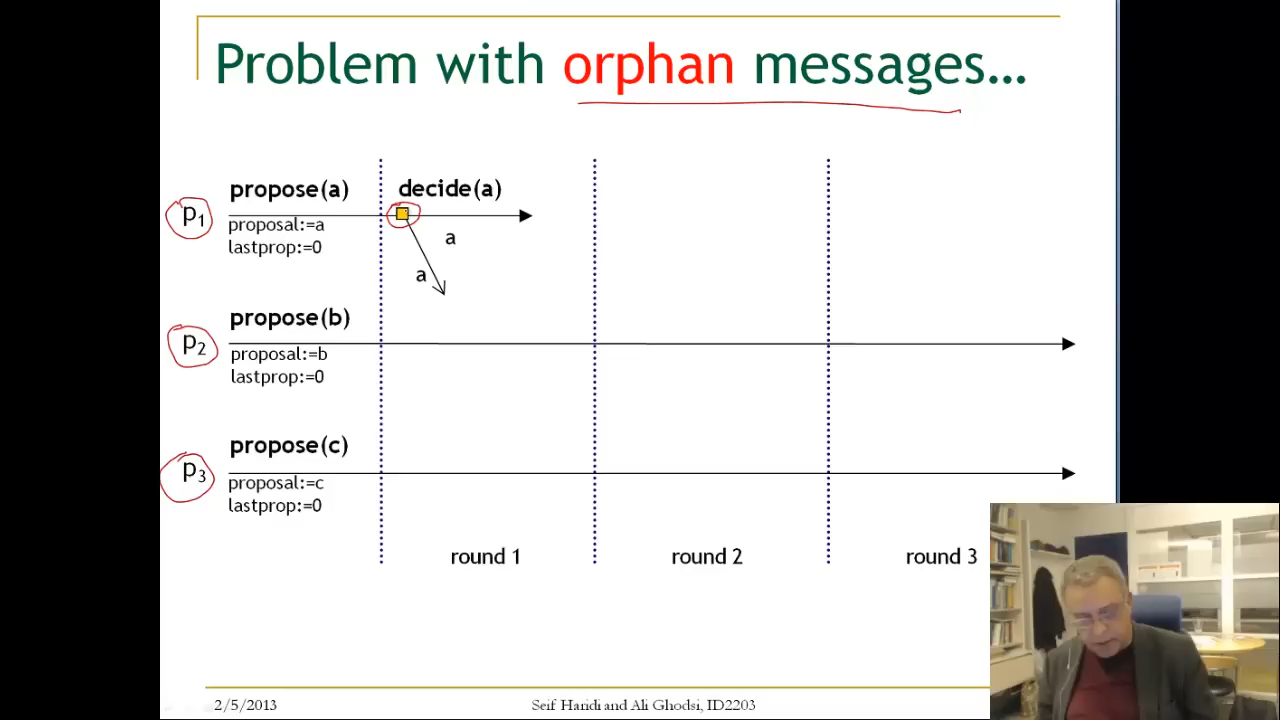 Problem with orphan messages...
propose(a)
decide(a)
p1
proposal:=a
lastprop:=0
a
a
propose(b)
p2
proposal:=b
lastprop:=0
propose(c)
p3
proposal:=c
lastprop:=0
round 1
round 2
round 3
2/5/2013
Seif Haridi and Ali Ghodsi, ID2203